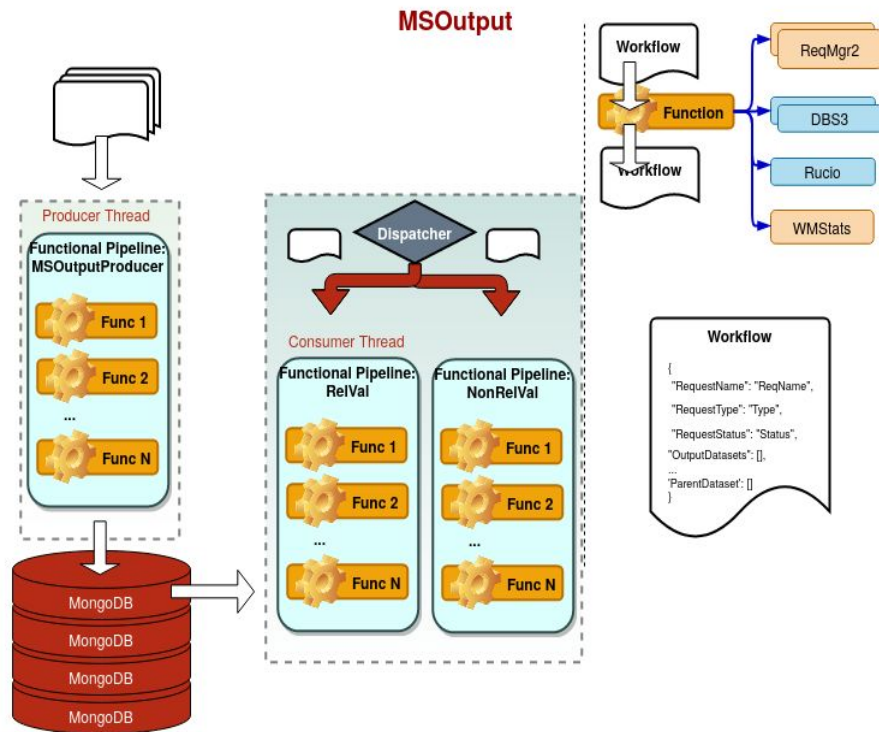 MSOutput
Producer Thread
Functional Pipeline:
MSOutputProducer
Func 1
Func 2
...
Func N
MongoDB
MongoDB
MongoDB
MongoDB
Dispatcher
Consumer Thread
Functional Pipeline:
RelVal
Func 1
Func 2
...
Func N
Functional Pipeline:
NonRelVal
Func 1
Func 2
...
Func N
Workflow
Function
Workflow
ReqMgr2
DBS3
Rucio
WMStats
Workflow
{
"RequestName": "ReqName",
"RequestType": "Type",
"RequestStatus": "Status",
"OutputDatasets": [],
...
'ParentDataset': []
}